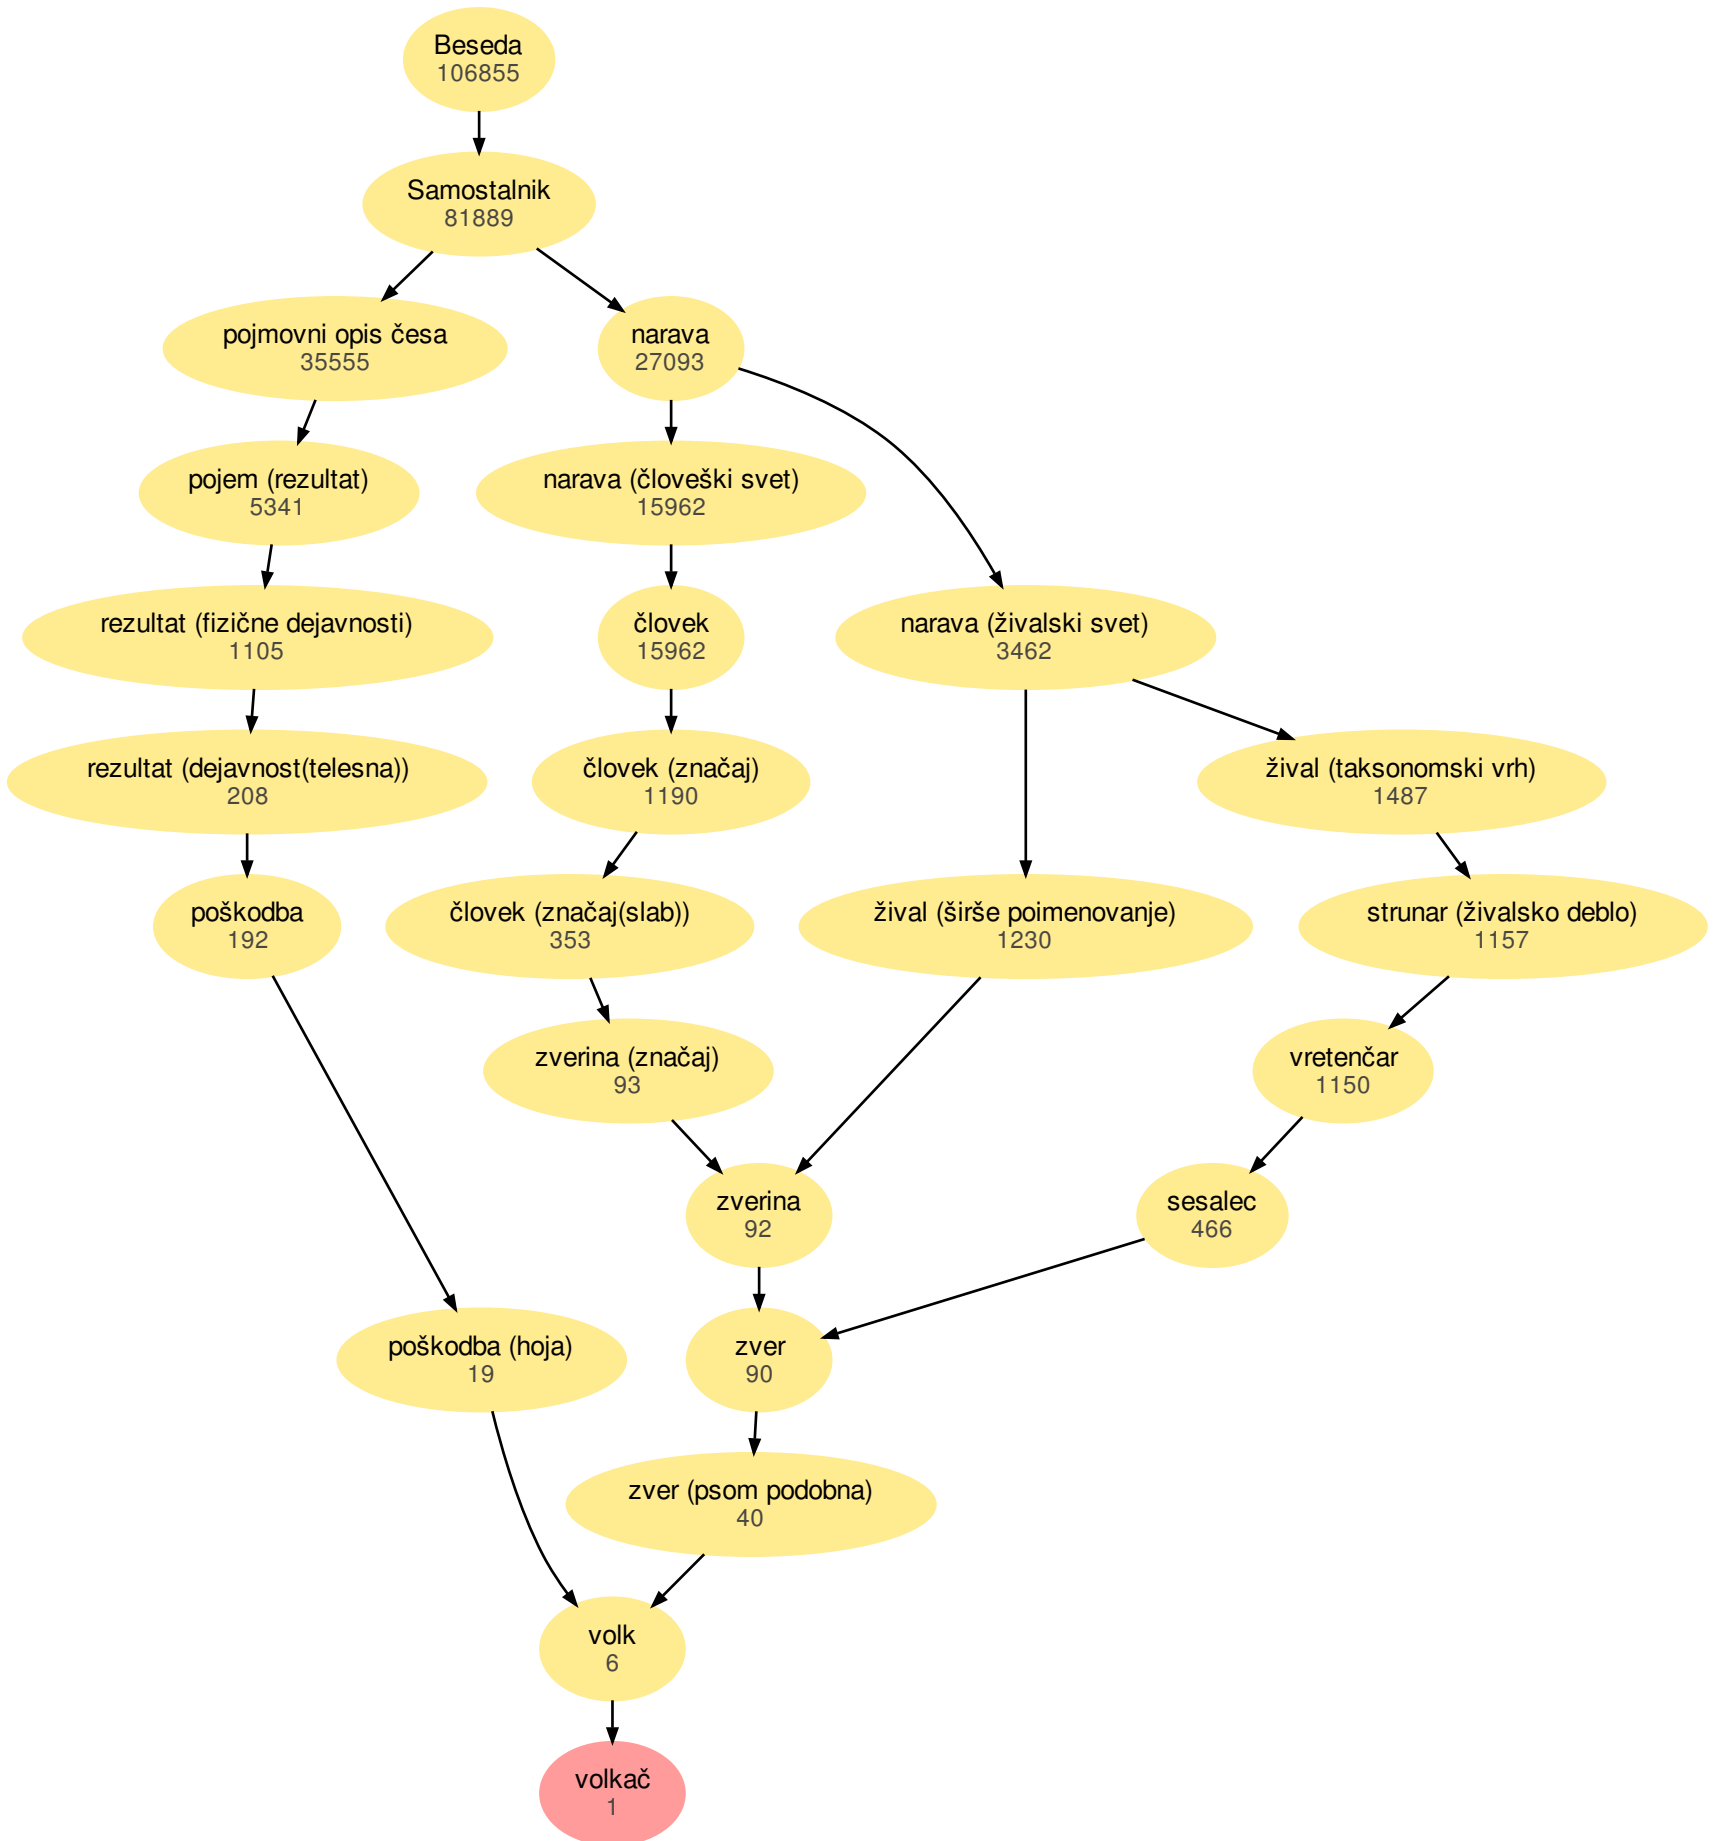 Beseda
106855
Samostalnik
81889
pojmovni opis česa
35555
narava
27093
pojem (rezultat)
5341
narava (človeški svet)
15962
rezultat (fizične dejavnosti)
1105
človek
15962
narava (živalski svet)
3462
rezultat (dejavnost(telesna))
208
človek (značaj)
1190
žival (taksonomski vrh)
1487
poškodba
192
človek (značaj(slab))
353
žival (širše poimenovanje)
1230
strunar (živalsko deblo)
1157
zverina (značaj)
93
vretenčar
1150
zverina
92
sesalec
466
poškodba (hoja)
19
zver
90
zver (psom podobna)
40
volk
6
volkač
1